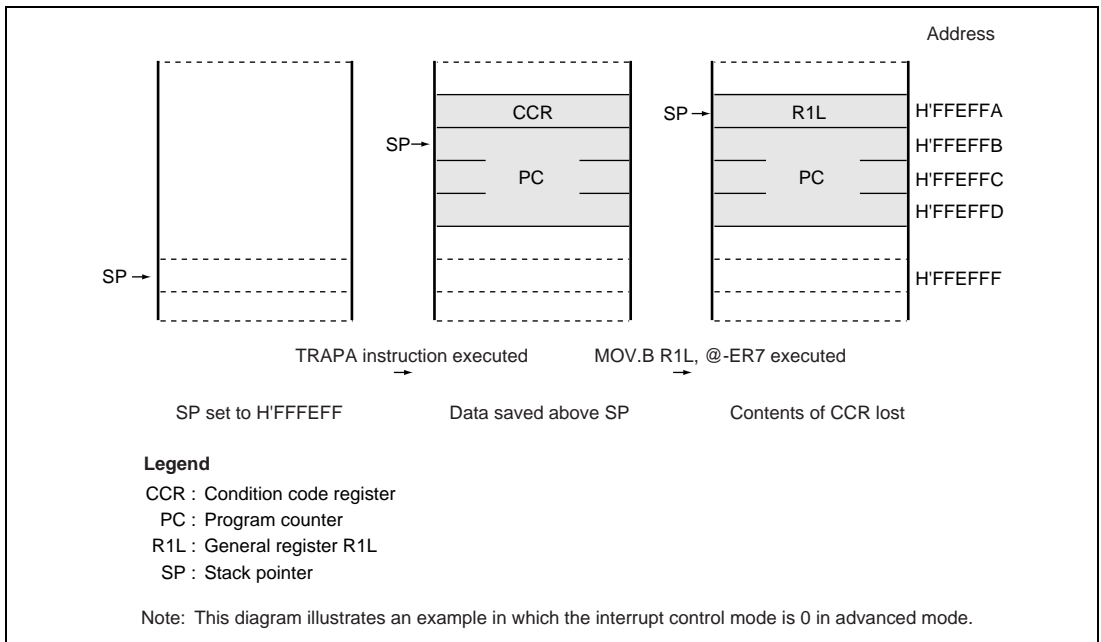 Address
CCR
SP
R1L
H'FFEFFA
SP
H'FFEFFB
PC
PC
H'FFEFFC
H'FFEFFD
SP
H'FFEFFF
TRAPA instruction executed
MOV.B R1L, @-ER7 executed
SP set to H'FFFEFF
Data saved above SP
Contents of CCR lost
Legend
CCR : Condition code register
PC : Program counter
R1L : General register R1L
SP : Stack pointer
Note: This diagram illustrates an example in which the interrupt control mode is 0 in advanced mode.